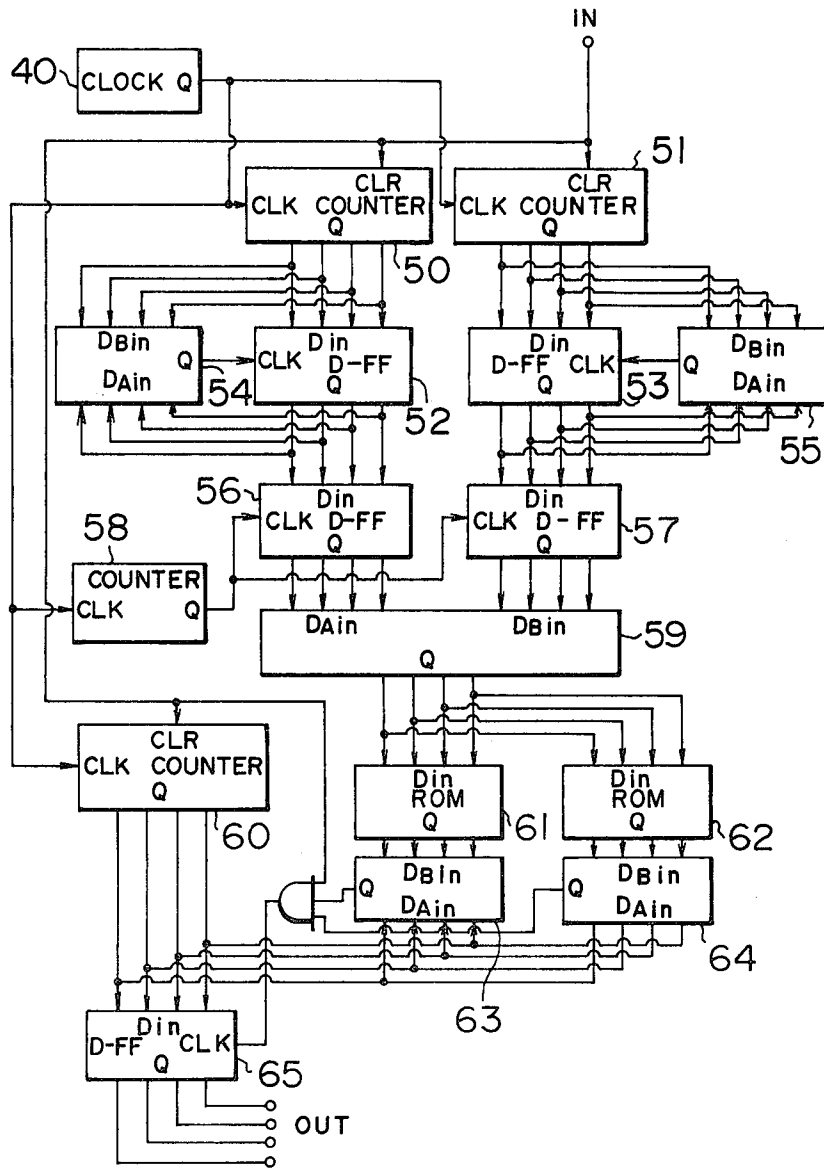 IN
40
CLOCK Q
51
CLR
CLK COUNTER
Q
50
CLR
CLK COUNTER
Q
DBin
Q
DAin
54
Din
CLK D-FF
Q
52
Din
D-FF CLK
Q
53
DBin
Q
DAin
55
56
Din
CLK D-FF
Q
Din
CLK D-FF
Q
57
58
COUNTER
CLK Q
DAin DBin
Q
59
CLR
CLK COUNTER
Q
60
Din
ROM
Q
61
Din
ROM
Q
62
Q DBin
DAin
63
Q DBin
DAin
64
Din
D-FF CLK
Q
65
OUT